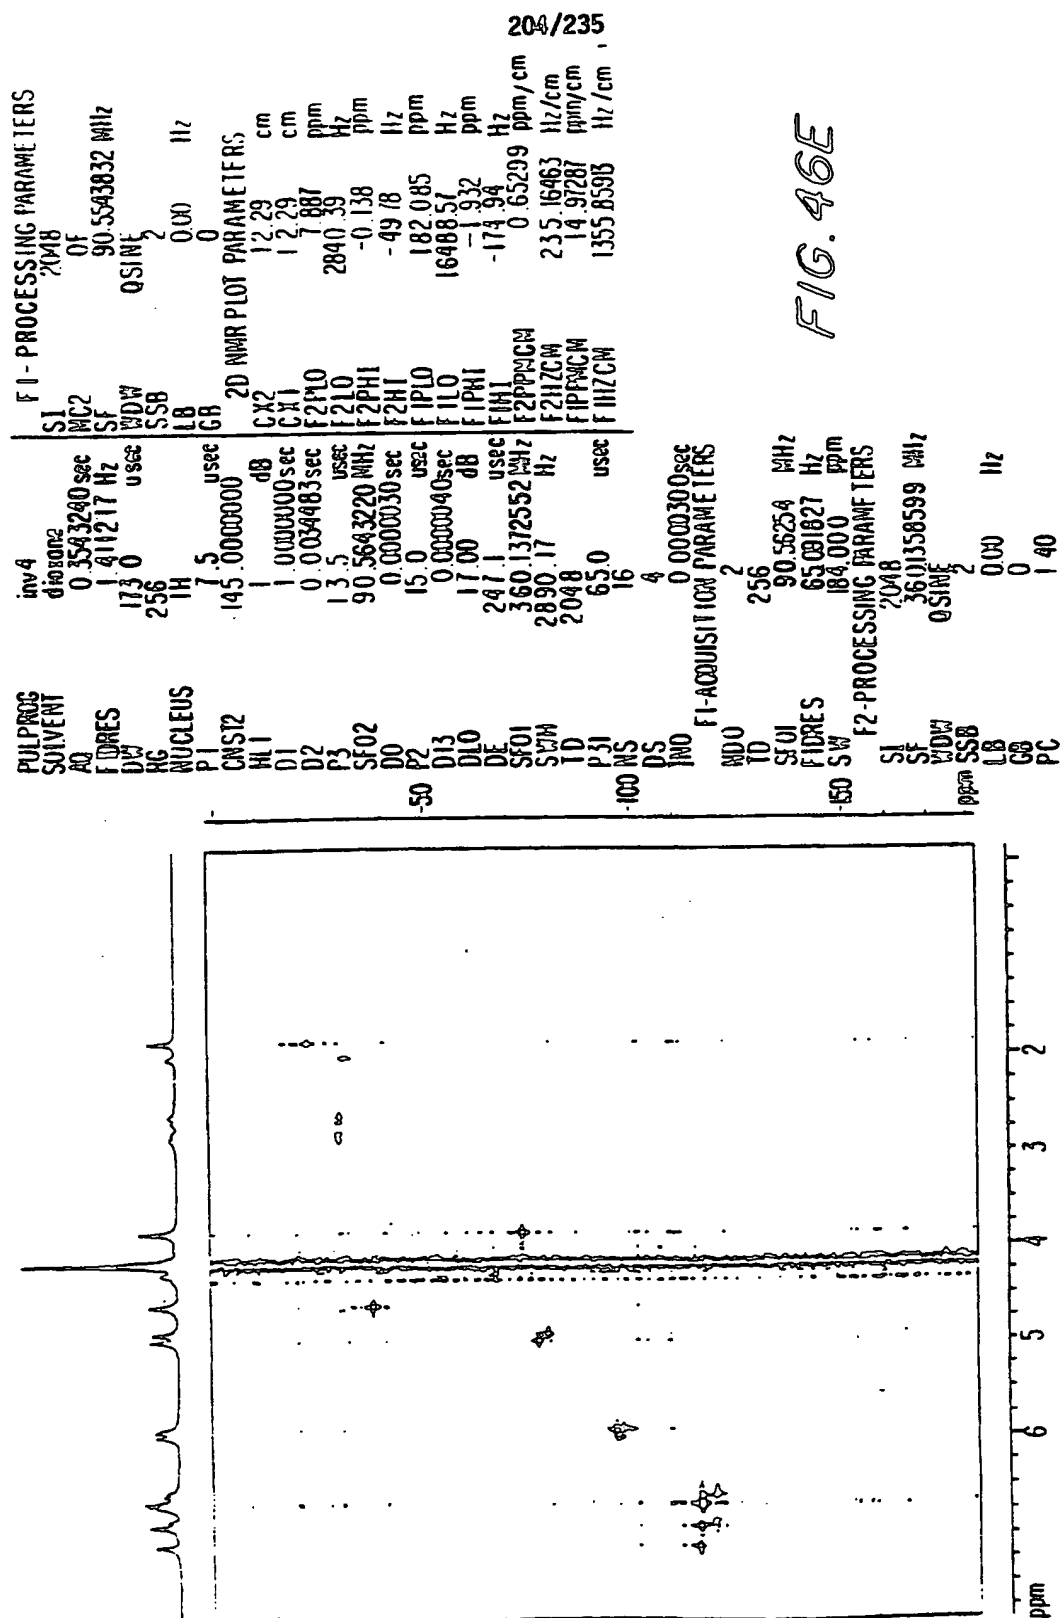 204/235
PULPROG inv4
SOLVENT
AQ 0.3543240 sec
FIDRES 1.411217 Hz
DW 173.0 usec
RG 256
NUCLEUS 1H
P1 7.5 usec
CNST2 145.0000000
HL1 1 dB
D1 1.0000000 sec
D2 0.0034483 sec
P3 13.5 usec
SFO2 90.5643220 MHz
D0 0.0000030 sec
P2 15.0 usec
D13 0.0000040 sec
DLO 17.00 dB
DE 247.1 usec
SFO1 360.1372552 MHz
SWH 2890.17 Hz
TD 2048
P31 65.0 usec
NS 16
DS 4
IN0 0.0000300 sec
F1-ACQUISITION PARAMETERS
ND0 2
TD 256
SFO1 90.56254 MHz
FIDRES 65.091827 Hz
SW 184.000 ppm
F2-PROCESSING PARAMETERS
SI 2048
SF 360.1358599 MHz
WDW QSINE
SSB 2
LB 0.00 Hz
GB 0
PC 1.40
F1-PROCESSING PARAMETERS
SI 2048
MC2 QF
SF 90.5543832 MHz
WDW QSINE
SSB 2
LB 0.00 Hz
GB 0
2D NMR PLOT PARAMETERS
CX2 12.29 cm
CX1 12.29 cm
F2PLO 7.887 ppm
F2LO 2840.39 Hz
F2PHI -0.138 ppm
F2HI -49.78 Hz
F1PLO 182.085 ppm
F1LO 16488.57 Hz
F1PHI -1.932 ppm
F1HI -174.94 Hz
F2PPMCM 0.65299 ppm/cm
F2HZCM 235.16463 Hz/cm
F1PPMCM 14.97287 ppm/cm
F1HZCM 1355.8593 Hz/cm
50
100
150
ppm
ppm 6 5 4 3 2
FIG. 46E